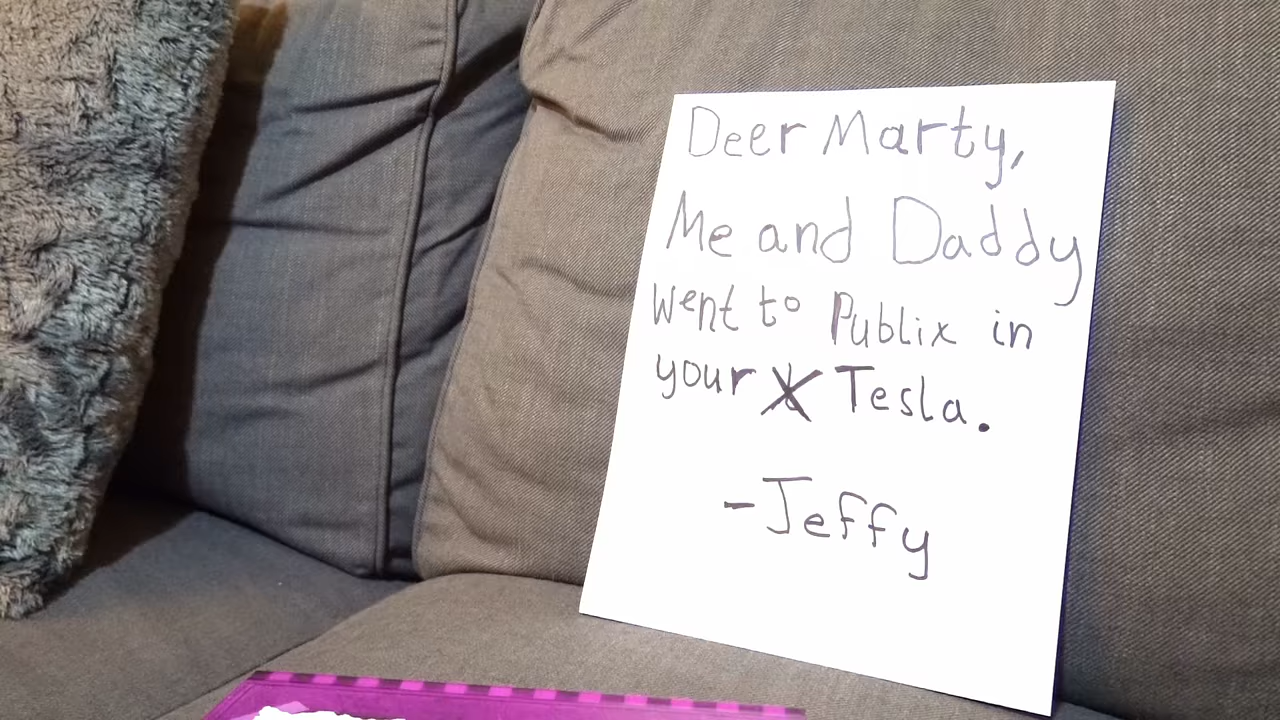 Deer Marty,
Me and Daddy
went to Publix in
your Tesla.
-Jeffy